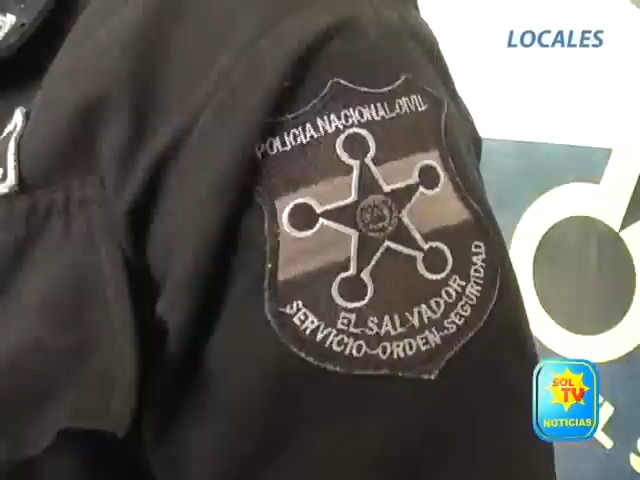 LOCALES
POLICIA NACIONAL CIVIL
EL SALVADOR
SERVICIO-ORDEN-SEGURIDAD
SOL
TV
NOTICIAS